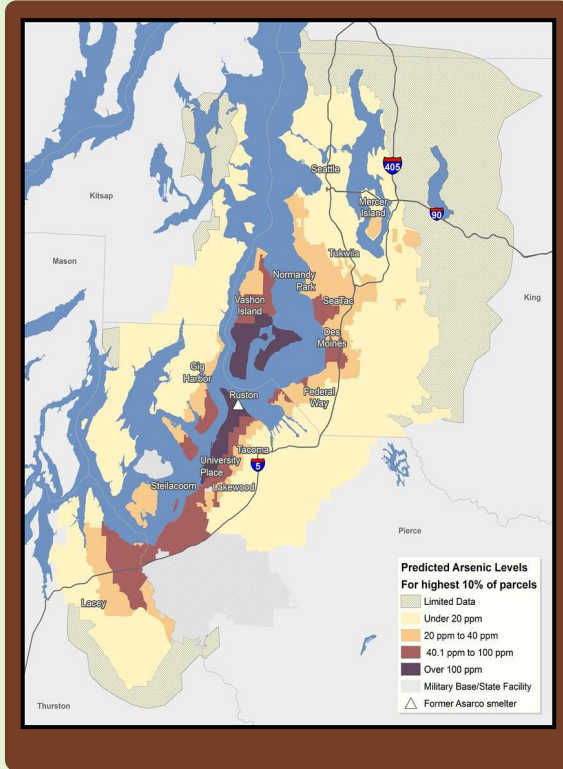 Seattle
405
Kitsap
Mercer
Island
90
Tukwila
Mason
Normandy
Park
King
Vashon
Island
SeaTac
Des
Moines
Gig
Harbor
Ruston
Federal
Way
Tacoma
University
Place
5
Steilacoom
Lakewood
Pierce
Lacey
Thurston
Predicted Arsenic Levels
For highest 10% of parcels
Limited Data
Under 20 ppm
20 ppm to 40 ppm
40.1 ppm to 100 ppm
Over 100 ppm
Military Base/State Facility
Former Asarco smelter